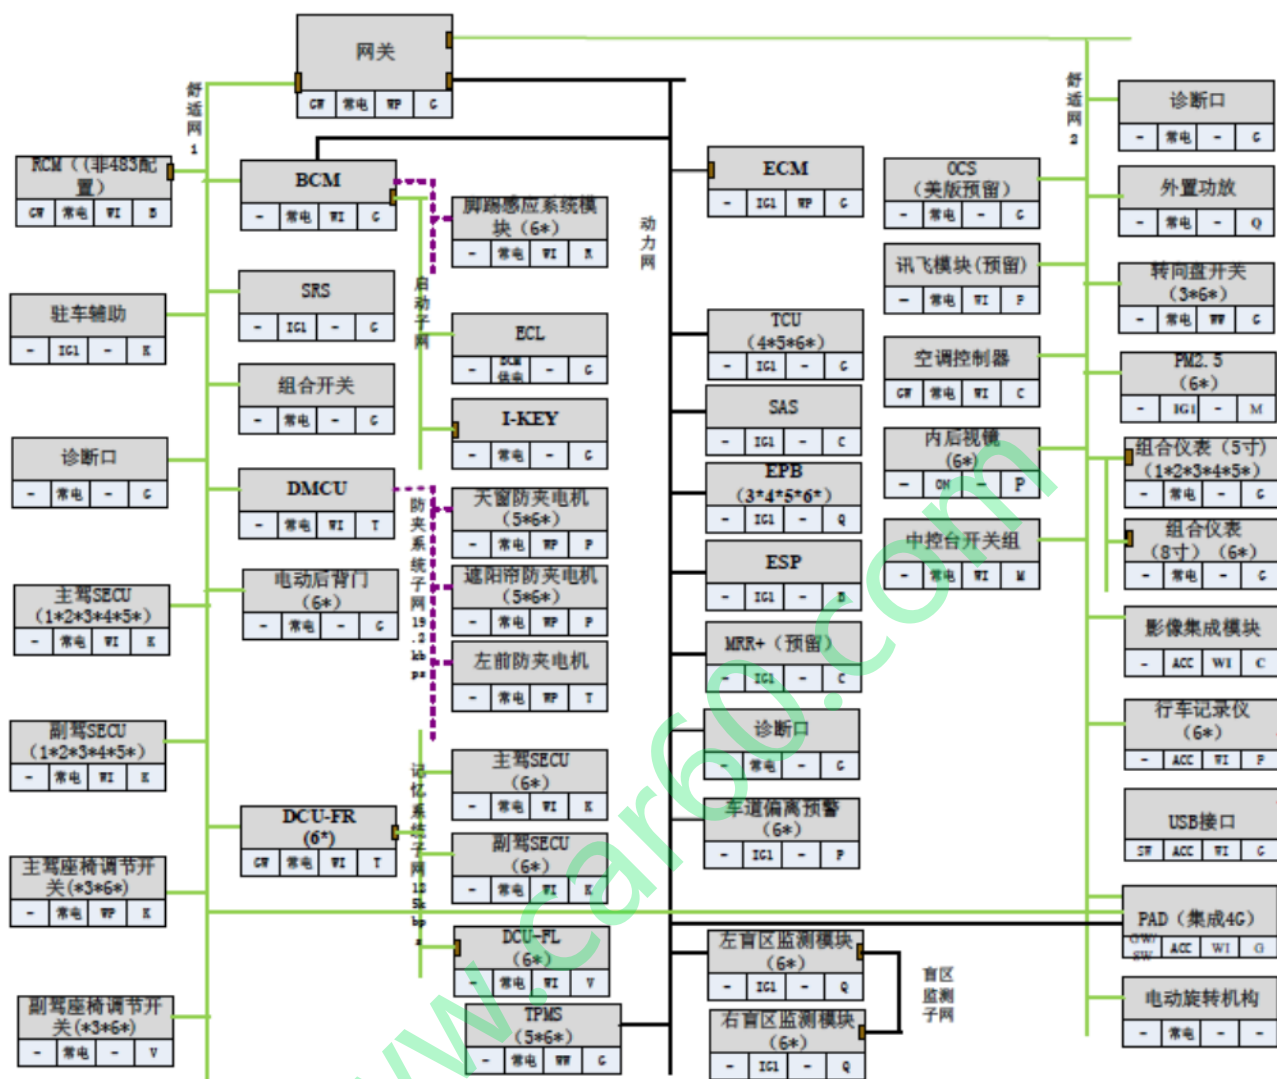 网关
GW 常电 WP G
舒适网1
舒适网2
RCM（(非483配
置）
GW 常电 WI B
BCM
- 常电 WI G
脚踢感应系统模
块（6*）
- 常电 WI R
ECM
- IG1 WP G
OCS
（美版预留）
- 常电 - G
诊断口
- 常电 - G
外置功放
- 常电 - Q
动力网
启动子网
驻车辅助
- IG1 - K
SRS
- IG1 - G
ECL
- BCM供电 - G
TCU
(4*5*6*)
- IG1 - G
讯飞模块(预留)
- 常电 WI P
转向盘开关
(3*6*)
- 常电 WW G
组合开关
- 常电 - G
I-KEY
- 常电 - G
SAS
- IG1 - C
空调控制器
GW 常电 WI C
PM2.5
(6*)
- IG1 - M
诊断口
- 常电 - G
DMCU
- 常电 WI T
防夹系统子网19.2kbps
天窗防夹电机
(5*6*)
- 常电 WP P
EPB
(3*4*5*6*)
- IG1 - Q
内后视镜
(6*)
- ON - P
组合仪表（5寸）
(1*2*3*4*5*)
- 常电 - G
主驾SECU
(1*2*3*4*5*)
- 常电 WI K
电动后背门
(6*)
- 常电 - G
遮阳帘防夹电机
(5*6*)
- 常电 WP P
ESP
- IG1 - B
中控台开关组
- 常电 WI M
组合仪表
（8寸）（6*）
- 常电 - G
左前防夹电机
- 常电 WP T
MRR+（预留）
- IG1 - C
影像集成模块
- ACC WI C
副驾SECU
（1*2*3*4*5*）
- 常电 WI K
记忆系统子网125kbps
主驾SECU
（6*）
- 常电 WI K
诊断口
- 常电 - G
行车记录仪
(6*)
- ACC WI P
DCU-FR
(6*)
GW 常电 WI T
副驾SECU
(6*)
- 常电 WI K
车道偏离预警
(6*)
- IG1 - P
USB接口
SW ACC WI G
主驾座椅调节开
关(*3*6*)
- 常电 WP K
DCU-FL
(6*)
- 常电 WI V
左盲区监测模块
(6*)
- IG1 - Q
盲区
监测
子网
PAD（集成4G）
GW/SW ACC WI G
副驾座椅调节开
关(*3*6*)
- 常电 - V
TPMS
(5*6*)
- 常电 WW G
右盲区监测模块
(6*)
- IG1 - Q
电动旋转机构
- 常电 - -
www.car60.com